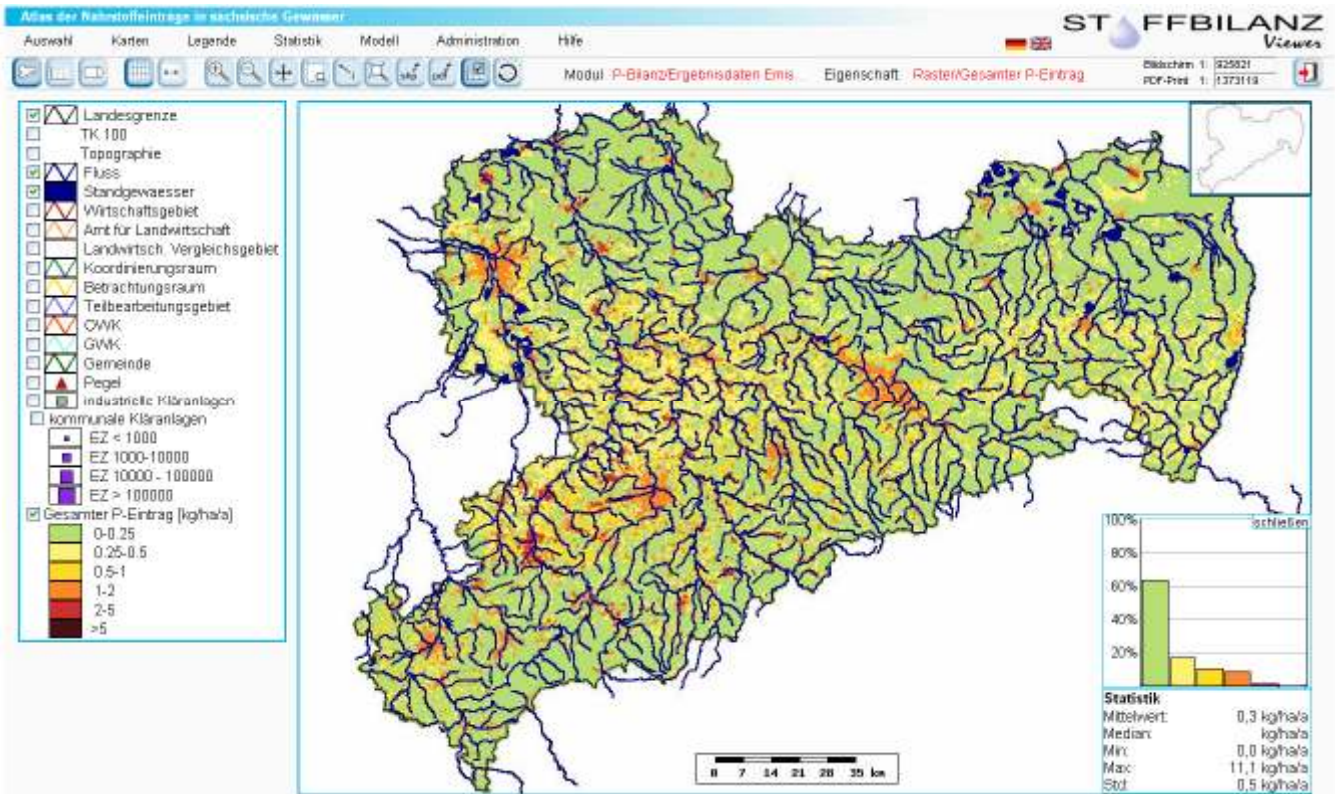 Atlas der Nährstoffeinträge in sächsische Gewässer
ST FFBILANZ
Viewer
Auswahl Karten Legende Statistik Modell Administration Hilfe
Modul P-Bilanz/Ergebnisdaten Emis. Eigenschaft Raster/Gesamter P-Eintrag
Bildschirm 1: 925821
PDF-Print 1: 1373119
Landesgrenze
TK 100
Topographie
Fluss
Standgewaesser
Wirtschaftsgebiet
Amt für Landwirtschaft
Landwirtsch. Vergleichsgebiet
Koordinierungsraum
Betrachtungsraum
Teilbearbeitungsgebiet
OWK
GWK
Gemeinde
Pegel
industrielle Kläranlagen
kommunale Kläranlagen
EZ < 1000
EZ 1000-10000
EZ 10000 - 100000
EZ > 100000
Gesamter P-Eintrag [kg/ha/a]
0-0.25
0.25-0.5
0.5-1
1-2
2-5
>5
100% schließen
80%
60%
40%
20%
Statistik
Mittelwert: 0,3 kg/ha/a
Median: kg/ha/a
Min: 0,0 kg/ha/a
Max: 11,1 kg/ha/a
Std: 0,5 kg/ha/a
0 7 14 21 28 35 km